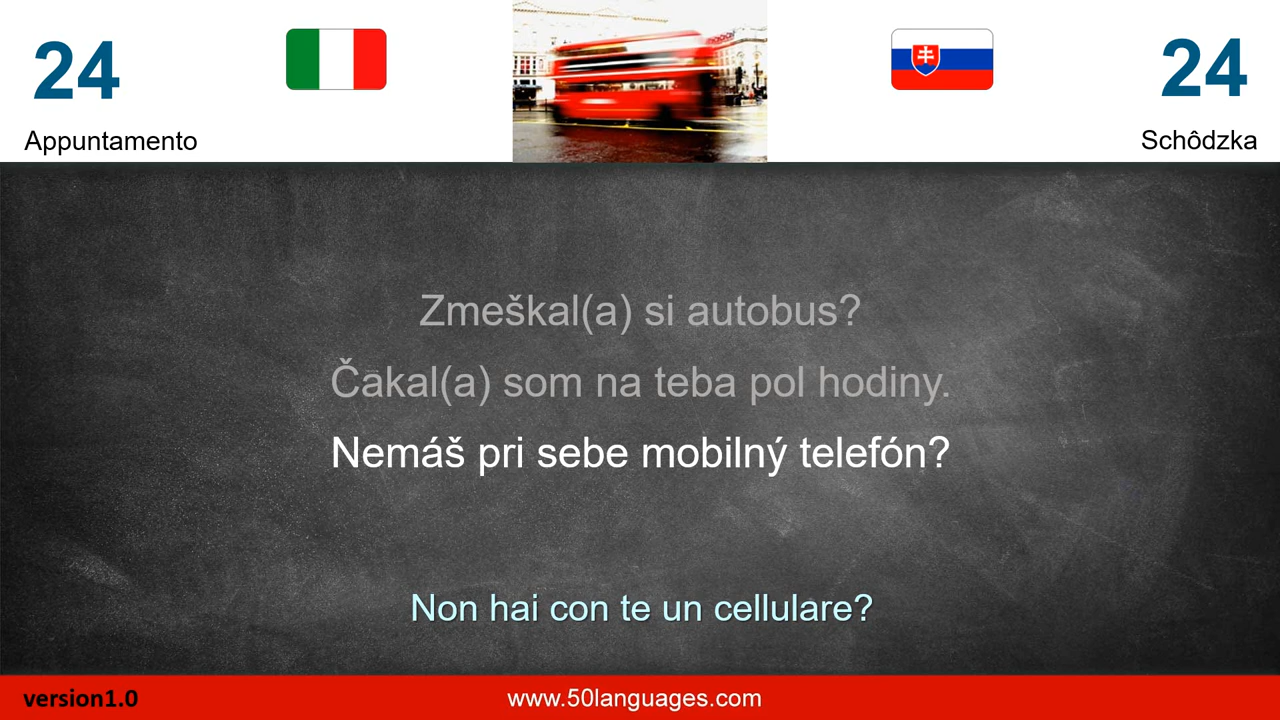 24
24
Appuntamento
Schôdzka
Zmeškal(a) si autobus?
Čakal(a) som na teba pol hodiny.
Nemáš pri sebe mobilný telefón?
Non hai con te un cellulare?
version1.0
www.50languages.com